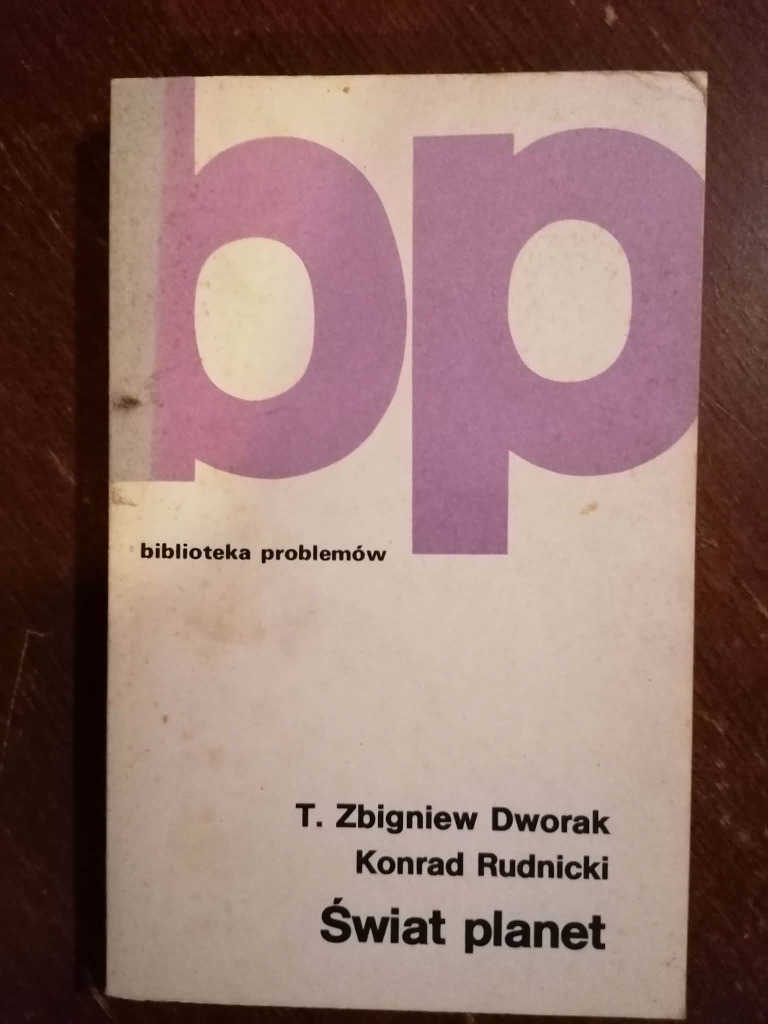 bp
biblioteka problemów
T. Zbigniew Dworak
Konrad Rudnicki
Świat planet